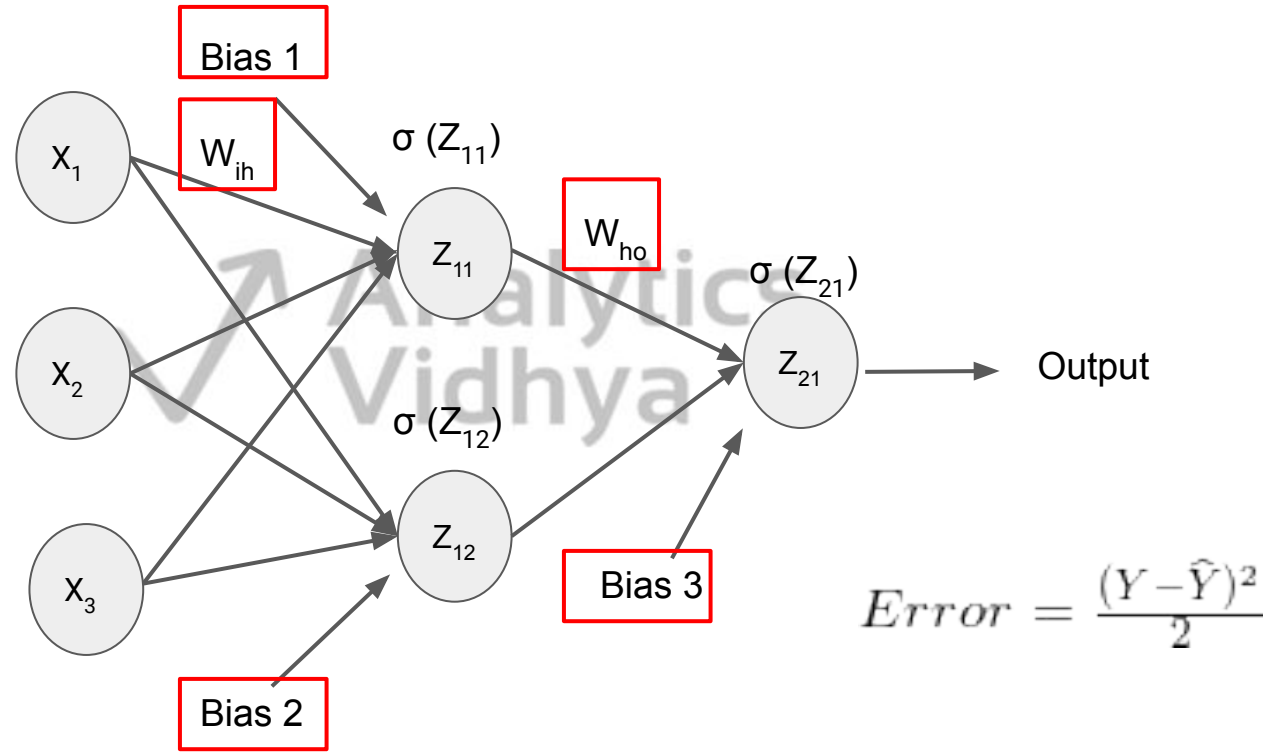 Bias 1
W_ih
σ (Z_11)
X_1
W_ho
Z_11
σ (Z_21)
Analytics
Vidhya
X_2
Z_21
Output
σ (Z_12)
Z_12
X_3
Bias 3
Error = (Y − Ŷ)² / 2
Bias 2